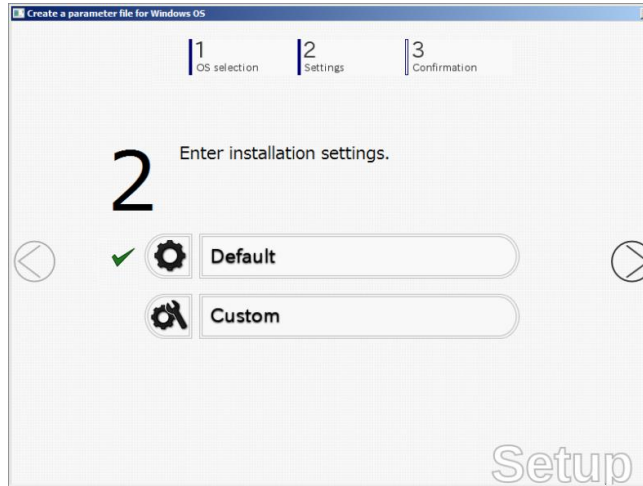 Create a parameter file for Windows OS
1
OS selection
2
Settings
3
Confirmation
2
Enter installation settings.
Default
Custom
Setup